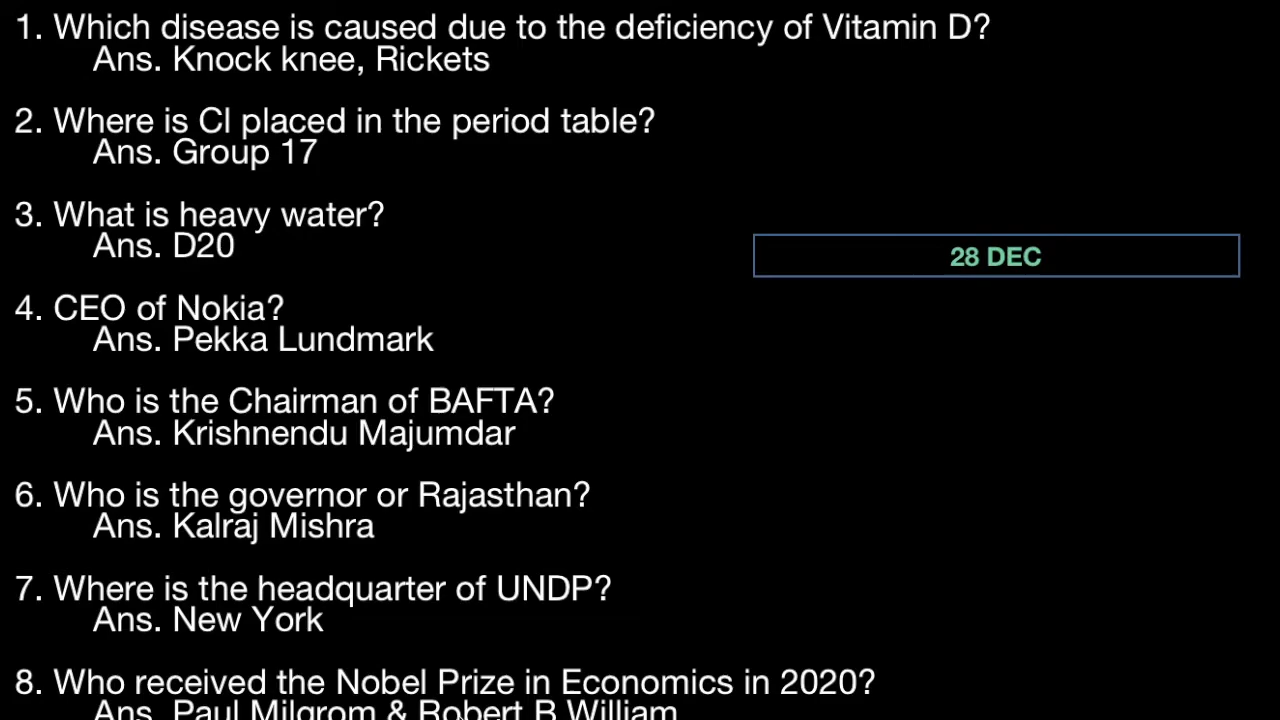 1. Which disease is caused due to the deficiency of Vitamin D?
Ans. Knock knee, Rickets
2. Where is Cl placed in the period table?
Ans. Group 17
3. What is heavy water?
Ans. D20
28 DEC
4. CEO of Nokia?
Ans. Pekka Lundmark
5. Who is the Chairman of BAFTA?
Ans. Krishnendu Majumdar
6. Who is the governor or Rajasthan?
Ans. Kalraj Mishra
7. Where is the headquarter of UNDP?
Ans. New York
8. Who received the Nobel Prize in Economics in 2020?
Ans. Paul Milgrom & Robert B William